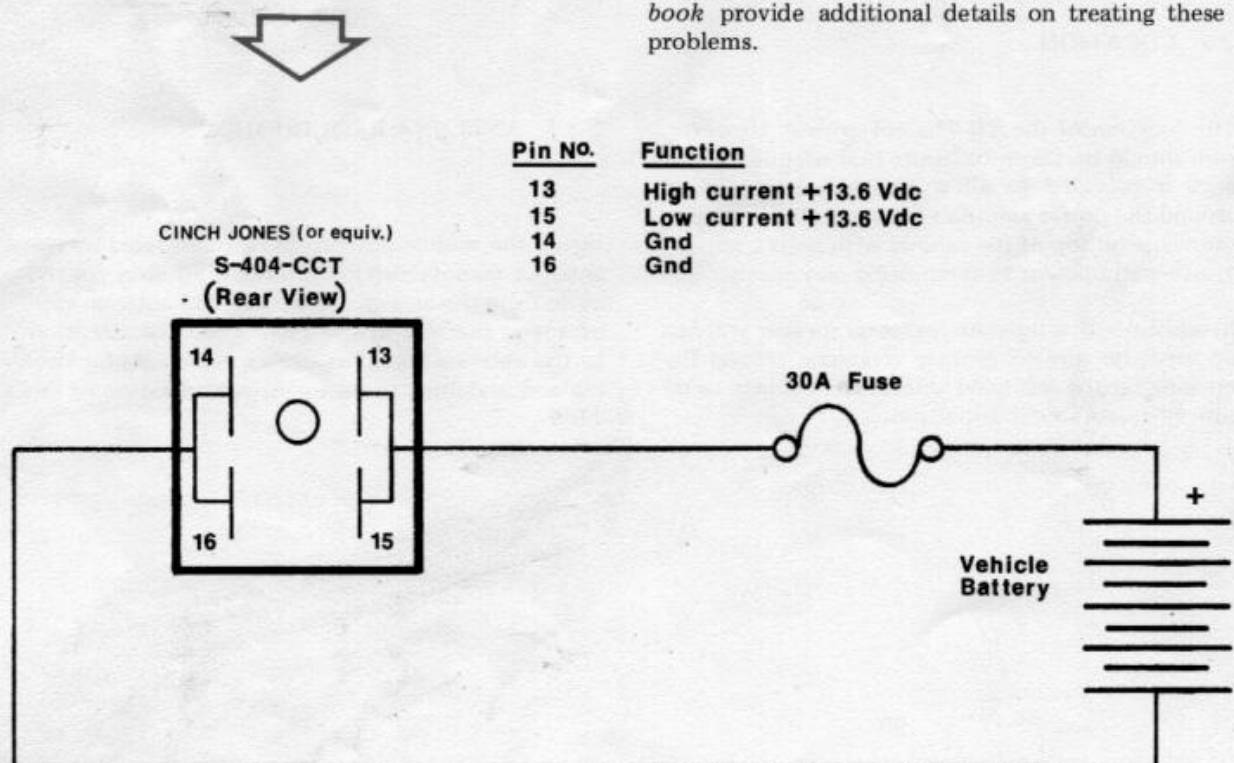 book provide additional details on treating these
problems.
Pin No. Function
13 High current +13.6 Vdc
15 Low current +13.6 Vdc
14 Gnd
16 Gnd
CINCH JONES (or equiv.)
S-404-CCT
(Rear View)
14 13
16 15
30A Fuse
+
Vehicle
Battery